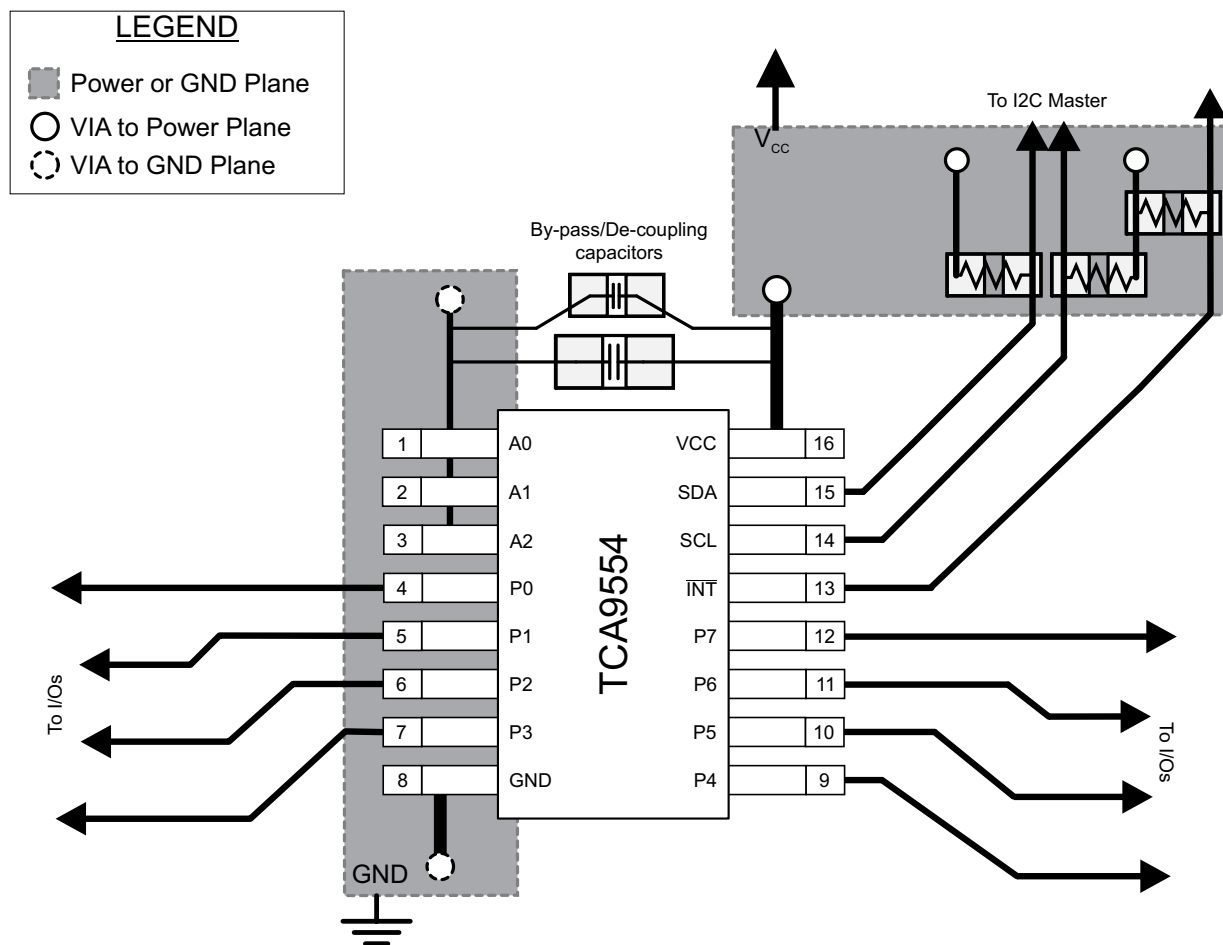 LEGEND
Power or GND Plane
VIA to Power Plane
VIA to GND Plane
V_CC
To I2C Master
By-pass/De-coupling
capacitors
1 A0
2 A1
3 A2
4 P0
5 P1
6 P2
7 P3
8 GND
TCA9554
VCC 16
SDA 15
SCL 14
INT 13
P7 12
P6 11
P5 10
P4 9
To I/Os
To I/Os
GND